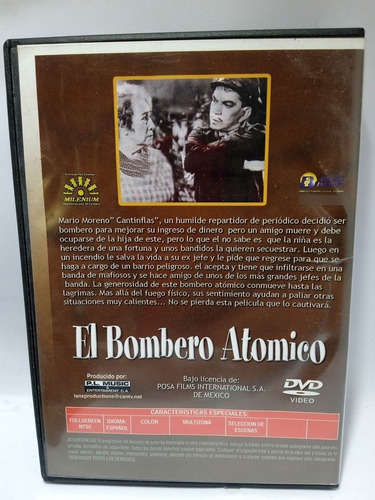 MILENIUM
Mario Moreno" Cantinflas", un humilde repartidor de periódico decidió ser
bombero para mejorar su ingreso de dinero pero un amigo muere y debe
ocuparse de la hija de este, pero lo que el no sabe es que la niña es la
heredera de una fortuna y unos bandidos la quieren secuestrar. Luego en
un incendio le salva la vida a su ex jefe y le pide que regrese para que se
haga a cargo de un barrio peligroso. el acepta y tiene que infiltrarse en una
banda de mafiosos y se hace amigo de unos de los más grandes jefes de la
banda. La generosidad de este bombero atómico conmueve hasta las
lagrimas. Mas allá del fuego físico, sus sentimiento ayudan a paliar otras
situaciones muy calientes... No se pierda esta película que lo cautivará.
El Bombero Atomico
Producido por:
P.L. MUSIC
ENTERTAINMENT, C.A.
ianezproductions@cantv.net
Bajo licencia de:
POSA FILMS INTERNATIONAL S.A.
DE MEXICO
DVD
VIDEO
CARACTERISTICAS ESPECIALES:
FULLSCREEN
NTSC
IDIOMA
ESPAÑOL
COLOR
MULTIZONA
SELECCION DE
ESCENAS